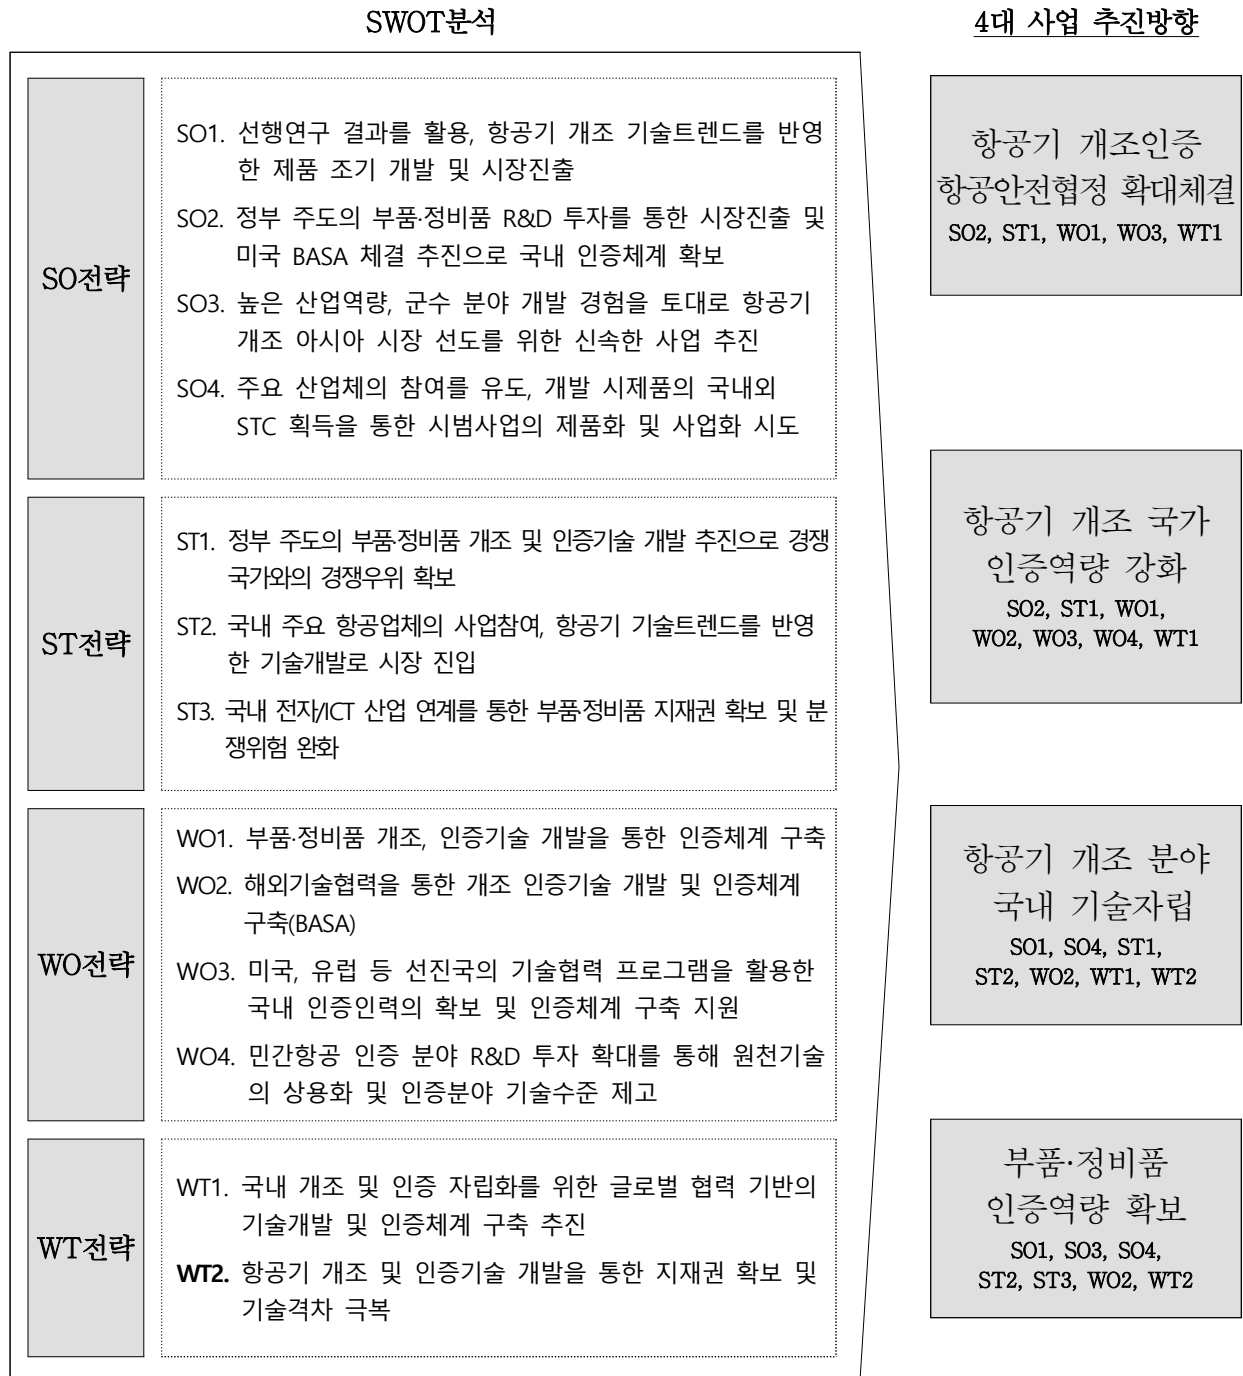 SWOT분석
SO전략
SO1. 선행연구 결과를 활용, 항공기 개조 기술트렌드를 반영
한 제품 조기 개발 및 시장진출
SO2. 정부 주도의 부품·정비품 R&D 투자를 통한 시장진출 및
미국 BASA 체결 추진으로 국내 인증체계 확보
SO3. 높은 산업역량, 군수 분야 개발 경험을 토대로 항공기
개조 아시아 시장 선도를 위한 신속한 사업 추진
SO4. 주요 산업체의 참여를 유도, 개발 시제품의 국내외
STC 획득을 통한 시범사업의 제품화 및 사업화 시도
ST전략
ST1. 정부 주도의 부품·정비품 개조 및 인증기술 개발 추진으로 경쟁
국가와의 경쟁우위 확보
ST2. 국내 주요 항공업체의 사업참여, 항공기 기술트렌드를 반영
한 기술개발로 시장 진입
ST3. 국내 전자/ICT 산업 연계를 통한 부품·정비품 지재권 확보 및 분
쟁위험 완화
WO전략
WO1. 부품·정비품 개조, 인증기술 개발을 통한 인증체계 구축
WO2. 해외기술협력을 통한 개조 인증기술 개발 및 인증체계
구축(BASA)
WO3. 미국, 유럽 등 선진국의 기술협력 프로그램을 활용한
국내 인증인력의 확보 및 인증체계 구축 지원
WO4. 민간항공 인증 분야 R&D 투자 확대를 통해 원천기술
의 상용화 및 인증분야 기술수준 제고
WT전략
WT1. 국내 개조 및 인증 자립화를 위한 글로벌 협력 기반의
기술개발 및 인증체계 구축 추진
WT2. 항공기 개조 및 인증기술 개발을 통한 지재권 확보 및
기술격차 극복
4대 사업 추진방향
항공기 개조인증
항공안전협정 확대체결
SO2, ST1, WO1, WO3, WT1
항공기 개조 국가
인증역량 강화
SO2, ST1, WO1,
WO2, WO3, WO4, WT1
항공기 개조 분야
국내 기술자립
SO1, SO4, ST1,
ST2, WO2, WT1, WT2
부품·정비품
인증역량 확보
SO1, SO3, SO4,
ST2, ST3, WO2, WT2